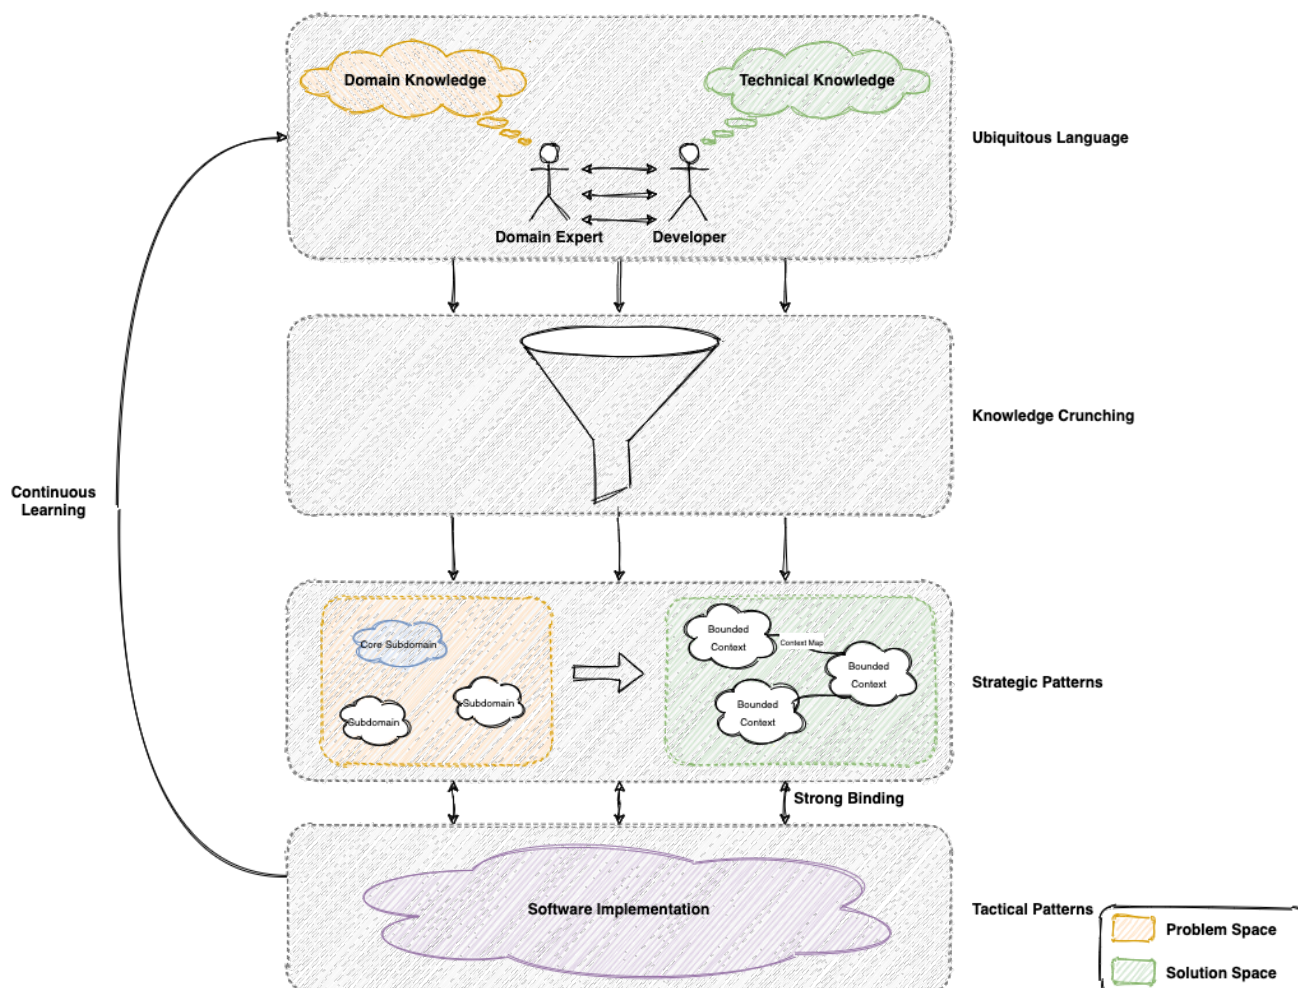 Domain Knowledge
Technical Knowledge
Ubiquitous Language
Domain Expert
Developer
Knowledge Crunching
Continuous
Learning
Core Subdomain
Subdomain
Subdomain
Bounded
Context
Context Map
Bounded
Context
Bounded
Context
Strategic Patterns
Strong Binding
Software Implementation
Tactical Patterns
Problem Space
Solution Space